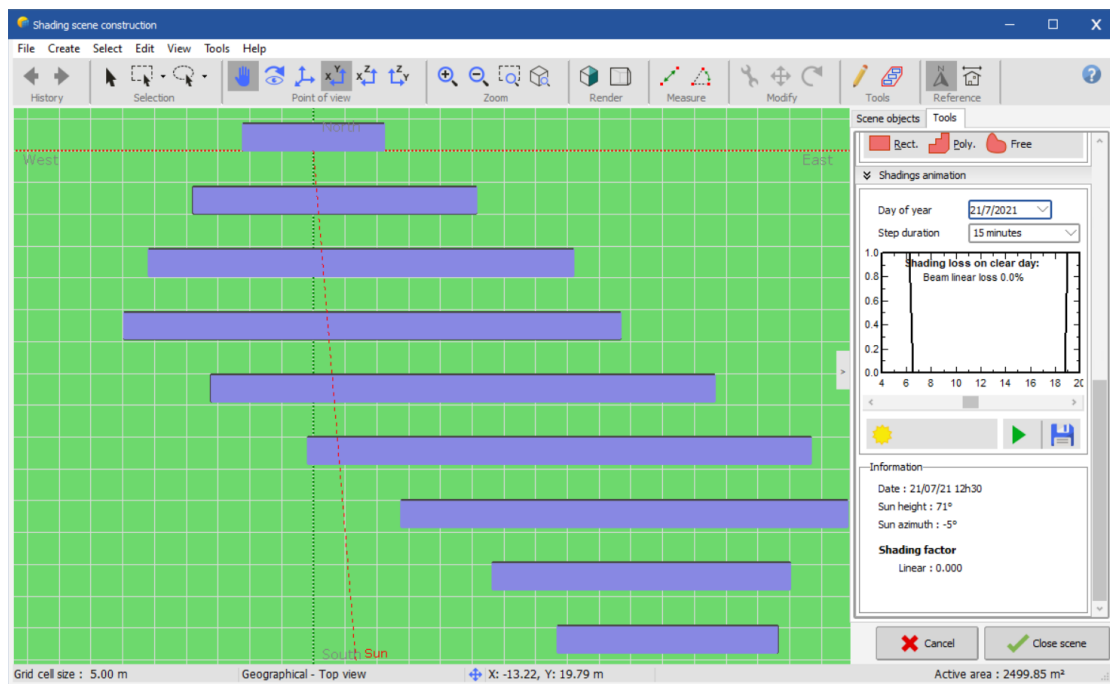 Shading scene construction
File Create Select Edit View Tools Help
History Selection Point of view Zoom Render Measure Modify Tools Reference
Scene objects Tools
North
West East
Rect. Poly. Free
Shadings animation
Day of year 21/7/2021
Step duration 15 minutes
1.0
Shading loss on clear day:
0.8
Beam linear loss 0.0%
0.6
0.4
0.2
0.0
4 6 8 10 12 14 16 18 20
Information
Date : 21/07/21 12h30
Sun height : 71°
Sun azimuth : -5°
Shading factor
Linear : 0.000
South Sun
Cancel Close scene
Grid cell size : 5.00 m Geographical - Top view X: -13.22, Y: 19.79 m Active area : 2499.85 m²